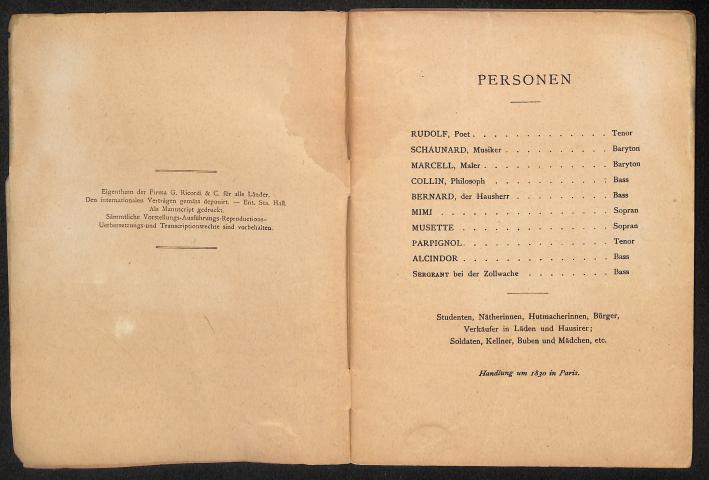 Eigenthum der Firma G. Ricordi & C. für alle Länder.
Den internationalen Verträgen gemäss deponirt. — Ent. Sta. Hall.
Als Manuscript gedruckt.
Sämmtliche Vorstellungs-Ausführungs-Reproductions-
Uebersetzungs-und Transcriptionsrechte sind vorbehalten.
PERSONEN
RUDOLF, Poet . . . . . . . . . . . . . Tenor
SCHAUNARD, Musiker . . . . . . . . . . Baryton
MARCELL, Maler . . . . . . . . . . . . Baryton
COLLIN, Philosoph . . . . . . . . . . . Bass
BERNARD, der Hausherr . . . . . . . . . Bass
MIMI . . . . . . . . . . . . . . . Sopran
MUSETTE . . . . . . . . . . . . . . Sopran
PARPIGNOL . . . . . . . . . . . . . Tenor
ALCINDOR . . . . . . . . . . . . . Bass
SERGEANT bei der Zollwache . . . . . . . . Bass
Studenten, Nätherinnen, Hutmacherinnen, Bürger,
Verkäufer in Läden und Hausirer;
Soldaten, Kellner, Buben und Mädchen, etc.
Handlung um 1830 in Paris.